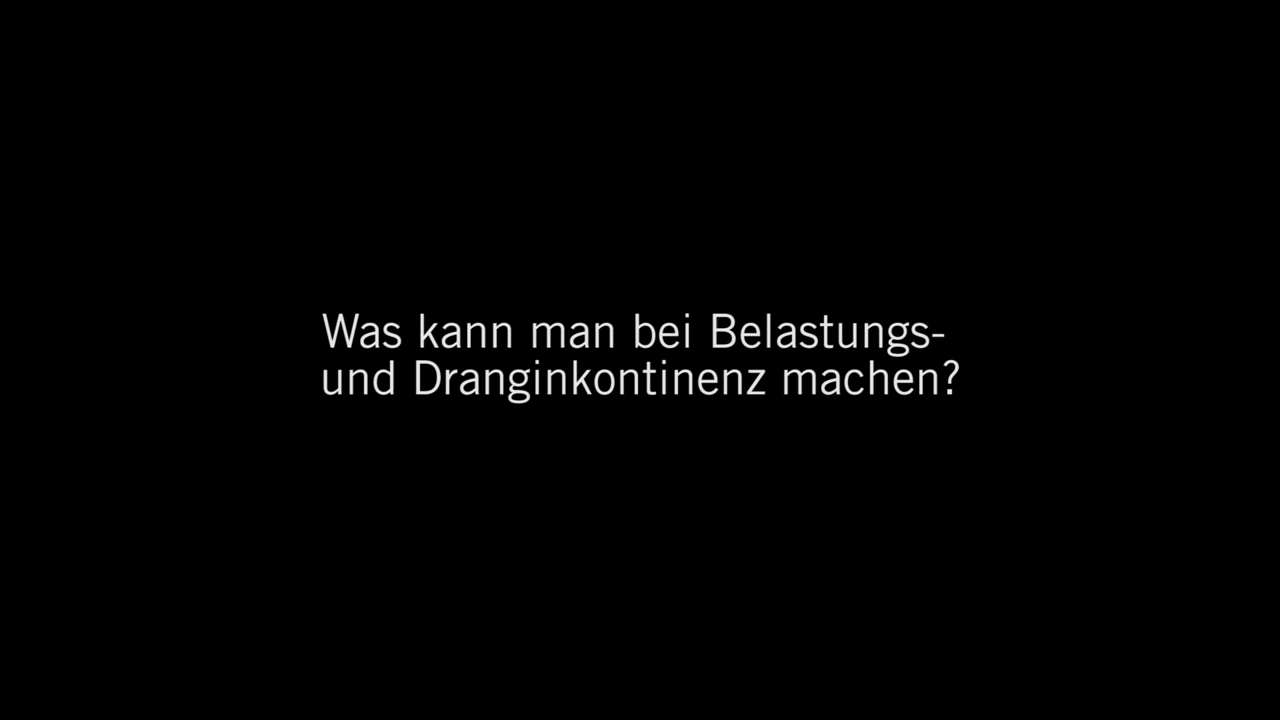 Was kann man bei Belastungs-
und Dranginkontinenz machen?